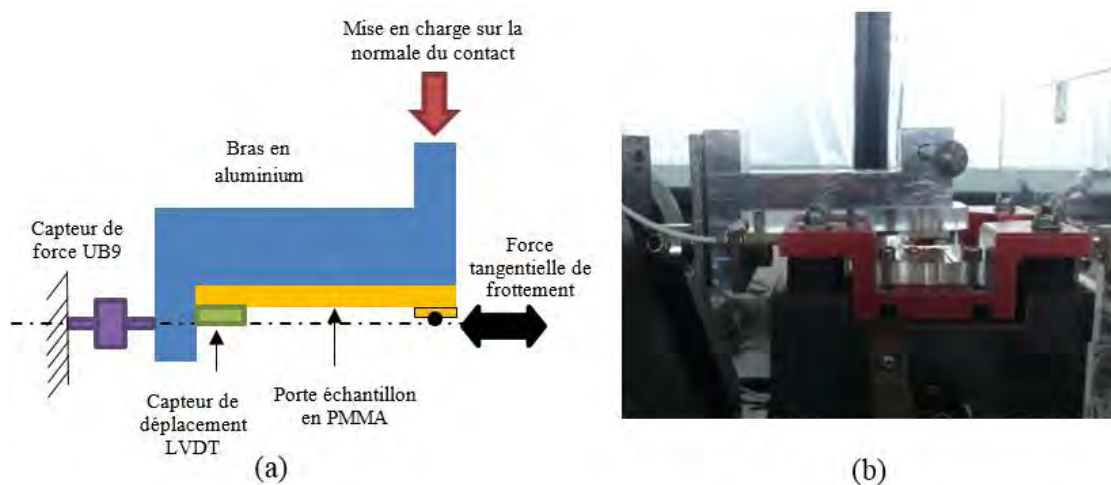 Mise en charge sur la
normale du contact
Bras en
aluminium
Capteur de
force UB9
Force
tangentielle de
frottement
Capteur de
déplacement
LVDT
Porte échantillon
en PMMA
(a)
(b)